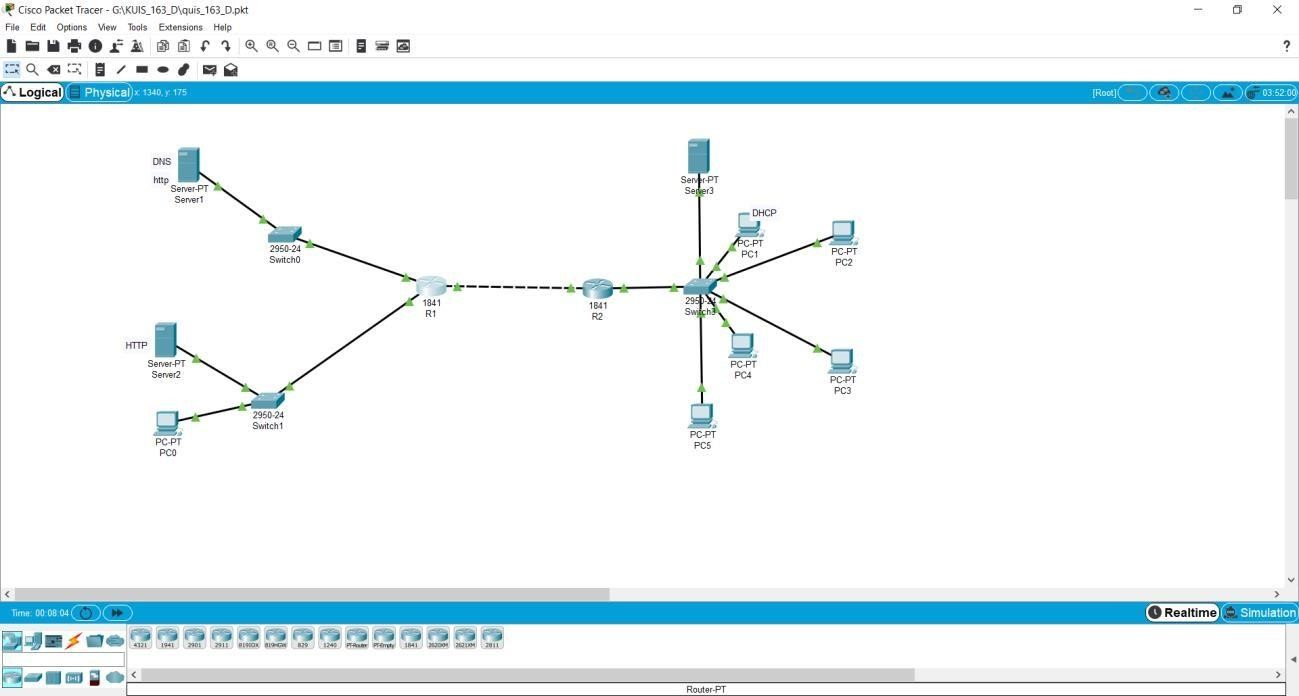 Cisco Packet Tracer - G:\KUIS_163_D\quis_163_D.pkt
File Edit Options View Tools Extensions Help
?
Logical Physical x: 1340, y: 175 [Root] 03:52:00
DNS
http
Server-PT
Server1
2950-24
Switch0
1841
R1
HTTP
Server-PT
Server2
2950-24
Switch1
PC-PT
PC0
1841
R2
Server-PT
Server3
DHCP
PC-PT
PC1
PC-PT
PC2
2950-24
PC-PT
PC4
PC-PT
PC3
PC-PT
PC5
Time: 00:08:04 Realtime Simulation
4321 1941 2901 2911 819IOX 819HGW 829 1240 PT-Router PT-Empty 1841 2620XM 2621XM 2811
Router-PT